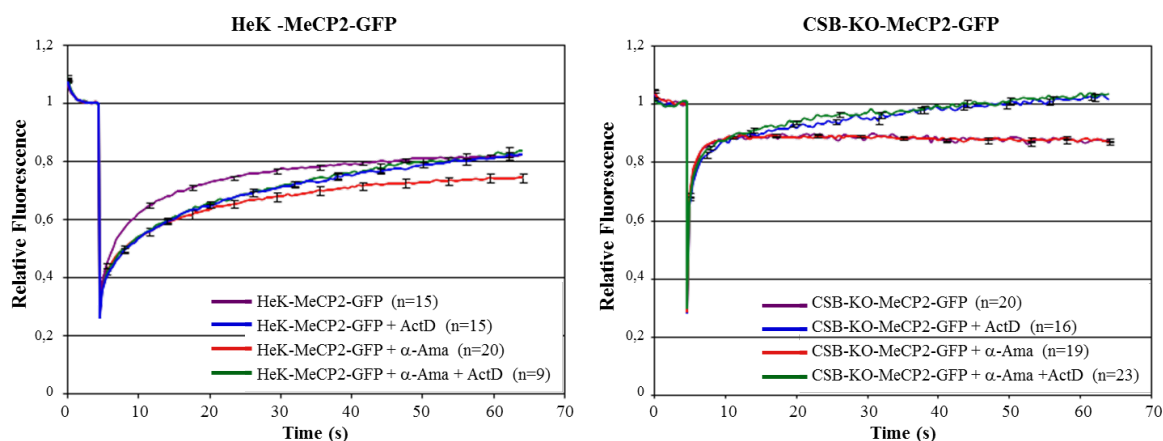 HeK -MeCP2-GFP
1,2
1
0,8
0,6
0,4
0,2
0
0 10 20 30 40 50 60 70
Relative Fluorescence
Time (s)
HeK-MeCP2-GFP (n=15)
HeK-MeCP2-GFP + ActD (n=15)
HeK-MeCP2-GFP + α-Ama (n=20)
HeK-MeCP2-GFP + α-Ama + ActD (n=9)
CSB-KO-MeCP2-GFP
1,2
1
0,8
0,6
0,4
0,2
0
0 10 20 30 40 50 60 70
Relative Fluorescence
Time (s)
CSB-KO-MeCP2-GFP (n=20)
CSB-KO-MeCP2-GFP + ActD (n=16)
CSB-KO-MeCP2-GFP + α-Ama (n=19)
CSB-KO-MeCP2-GFP + α-Ama +ActD (n=23)